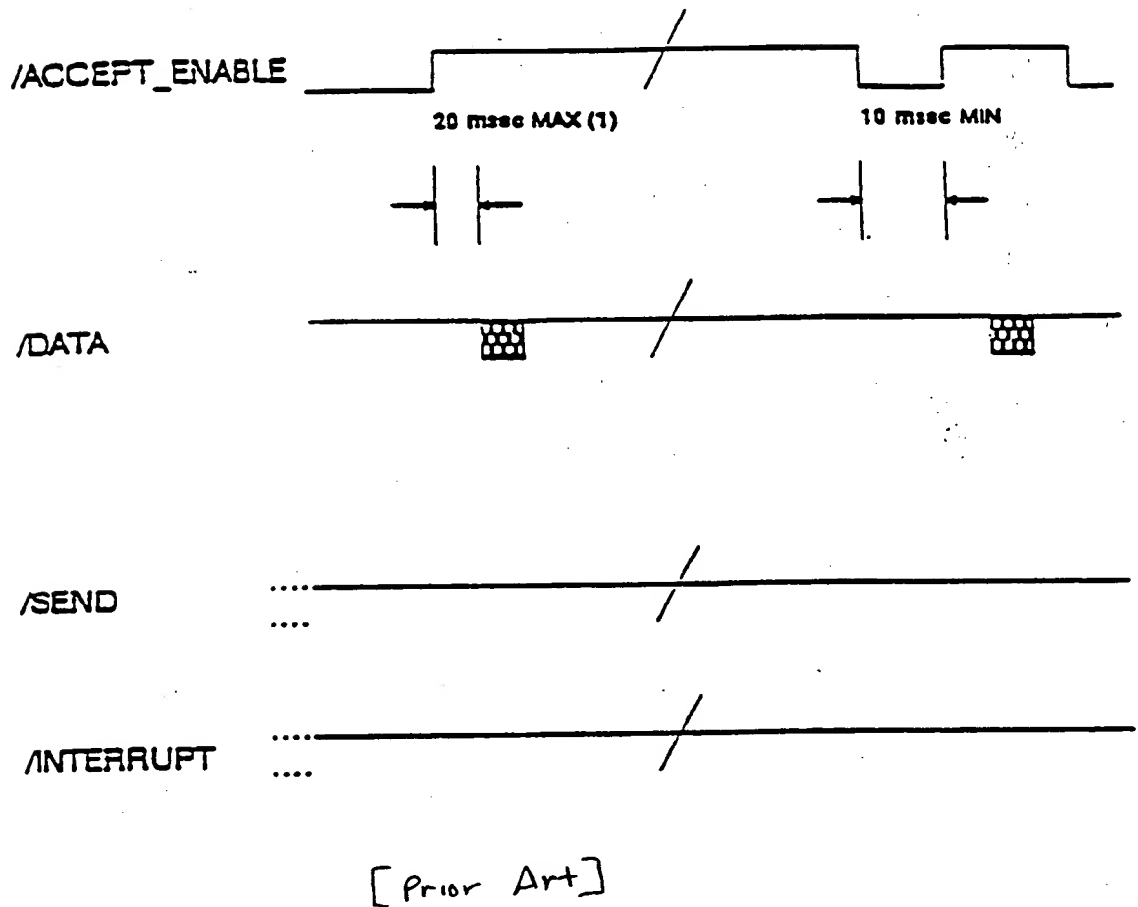 /ACCEPT_ENABLE
20 msec MAX (1)
10 msec MIN
/DATA
/SEND
/INTERRUPT
[Prior Art]